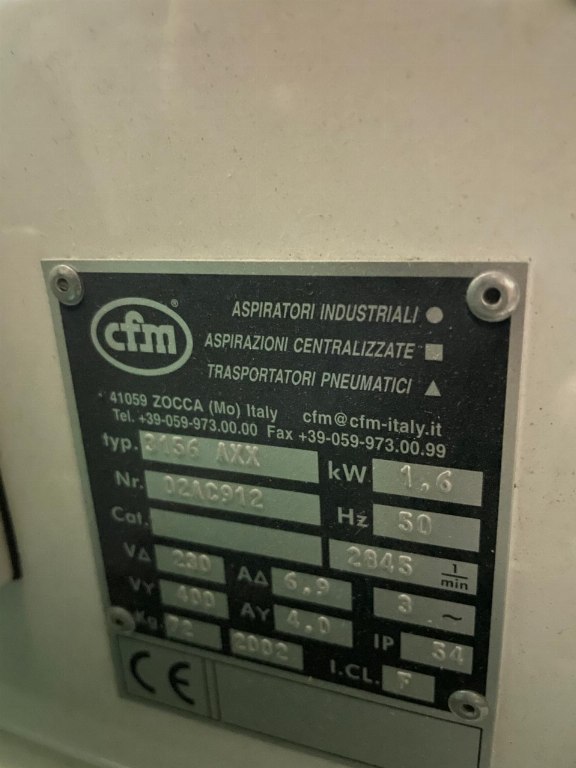 cfm ®
ASPIRATORI INDUSTRIALI ●
ASPIRAZIONI CENTRALIZZATE ■
TRASPORTATORI PNEUMATICI ▲
41059 ZOCCA (Mo) Italy cfm@cfm-italy.it
Tel. +39-059-973.00.00 Fax +39-059-973.00.99
typ. 3156 AXX kW 1,6
Nr. 02AC912 Hz 50
Cat. 2845 1/min
V∆ 230 A∆ 6.9 3 ~
VY 400 AY 4.0 IP 54
Kg. 72 2002 I.CL. F
CE